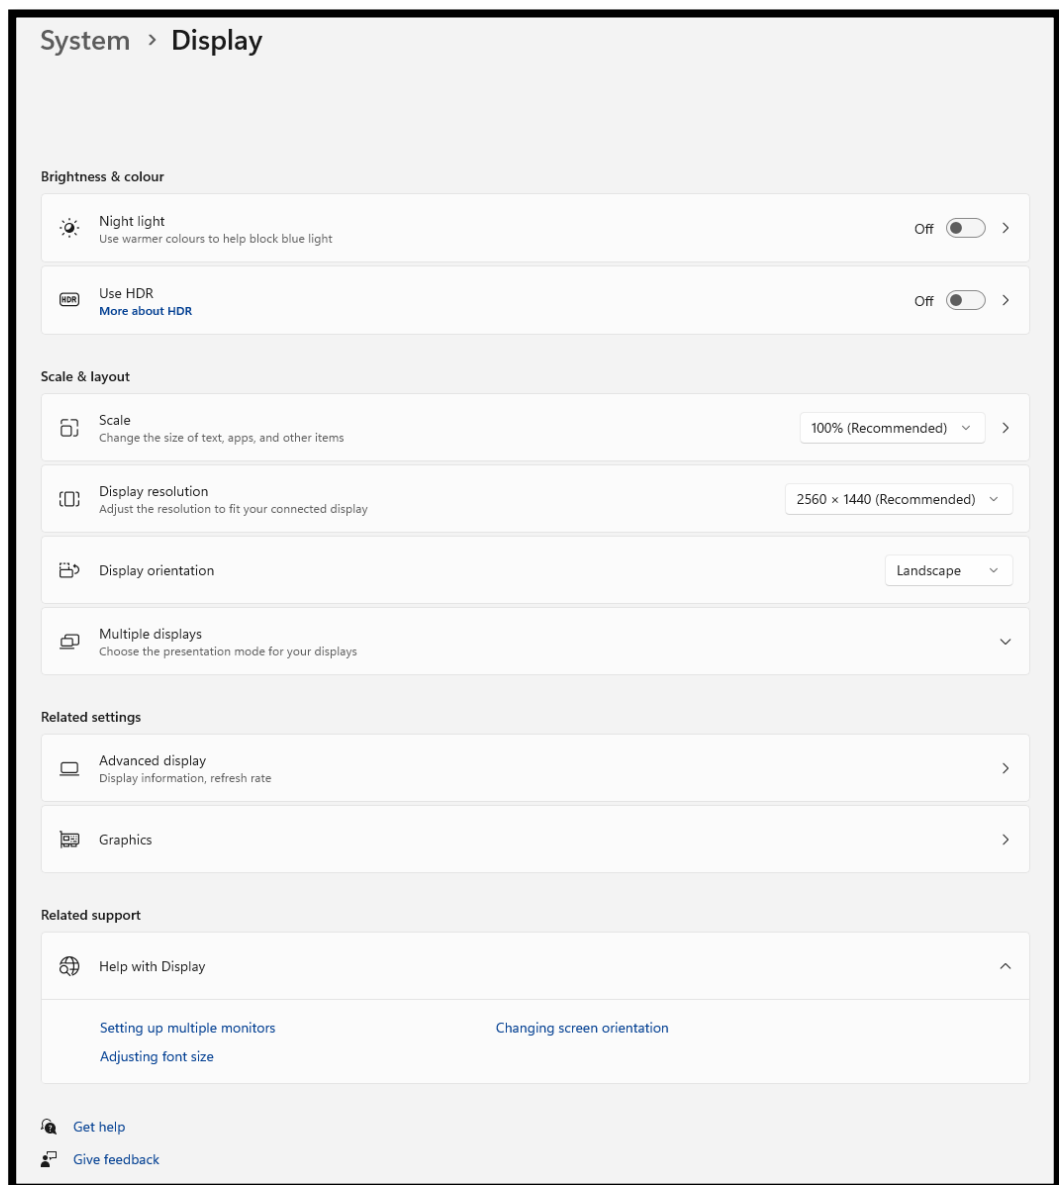 System > Display
Brightness & colour
Night light
Use warmer colours to help block blue light
Off
HDR
Use HDR
More about HDR
Off
Scale & layout
Scale
Change the size of text, apps, and other items
100% (Recommended)
Display resolution
Adjust the resolution to fit your connected display
2560 × 1440 (Recommended)
Display orientation
Landscape
Multiple displays
Choose the presentation mode for your displays
Related settings
Advanced display
Display information, refresh rate
Graphics
Related support
Help with Display
Setting up multiple monitors
Changing screen orientation
Adjusting font size
Get help
Give feedback